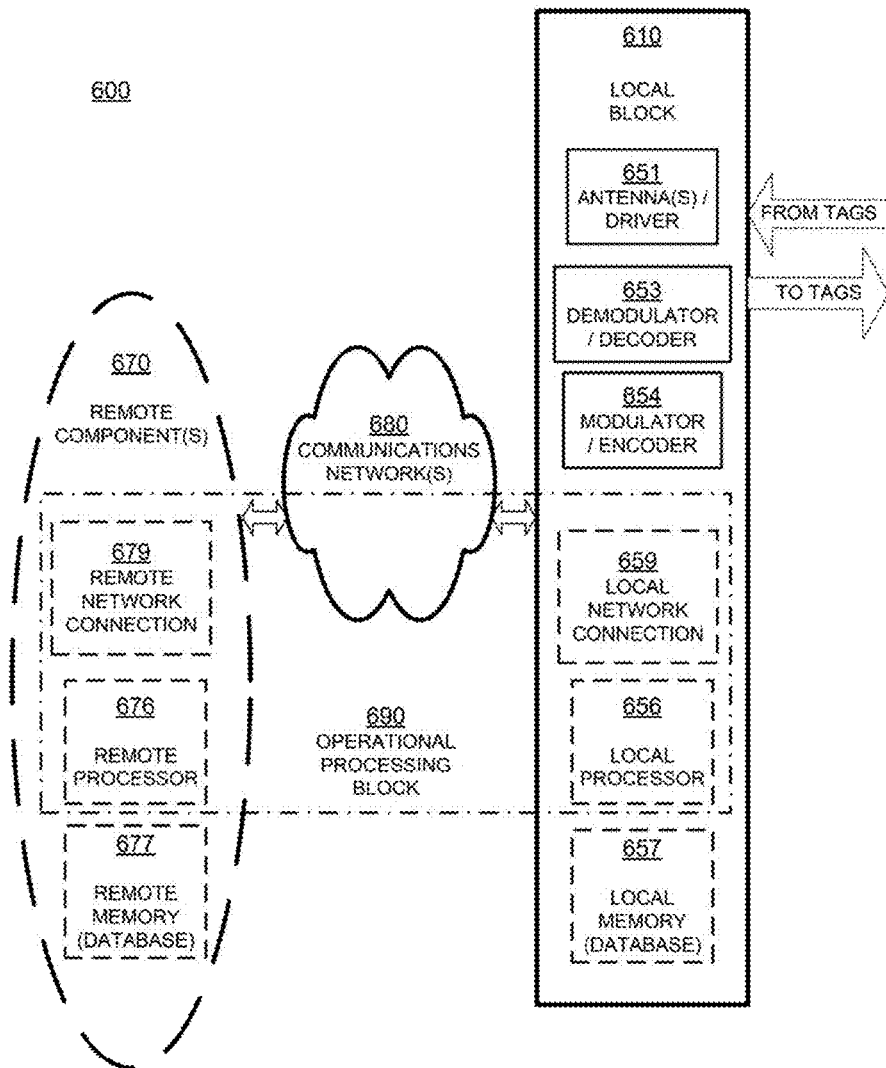 600
610
LOCAL
BLOCK
651
ANTENNA(S) /
DRIVER
FROM TAGS
653
DEMODULATOR
/ DECODER
TO TAGS
654
MODULATOR
/ ENCODER
670
REMOTE
COMPONENT(S)
680
COMMUNICATIONS
NETWORK(S)
679
REMOTE
NETWORK
CONNECTION
659
LOCAL
NETWORK
CONNECTION
676
REMOTE
PROCESSOR
690
OPERATIONAL
PROCESSING
BLOCK
656
LOCAL
PROCESSOR
677
REMOTE
MEMORY
(DATABASE)
657
LOCAL
MEMORY
(DATABASE)